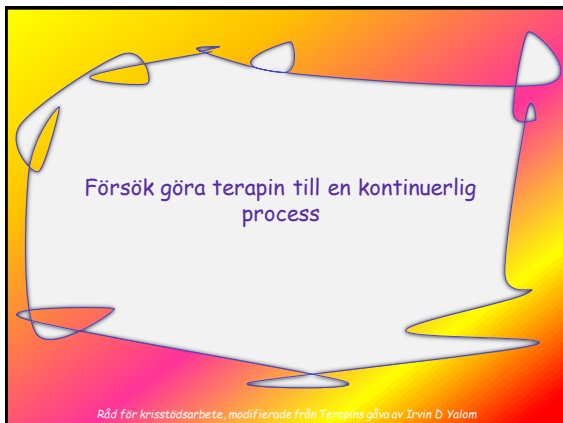 Försök göra terapin till en kontinuerlig
process
Råd för krisstödsarbete, modifierade från Terapins gåva av Irvin D Yalom